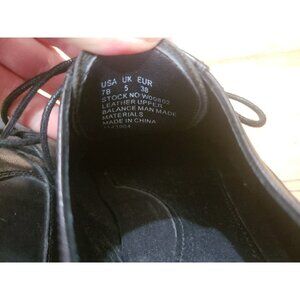 USA UK EUR
7B 5 38
STOCK NO:
LEATHER UPPER
BALANCE MAN MADE
MATERIALS
MADE IN CHINA